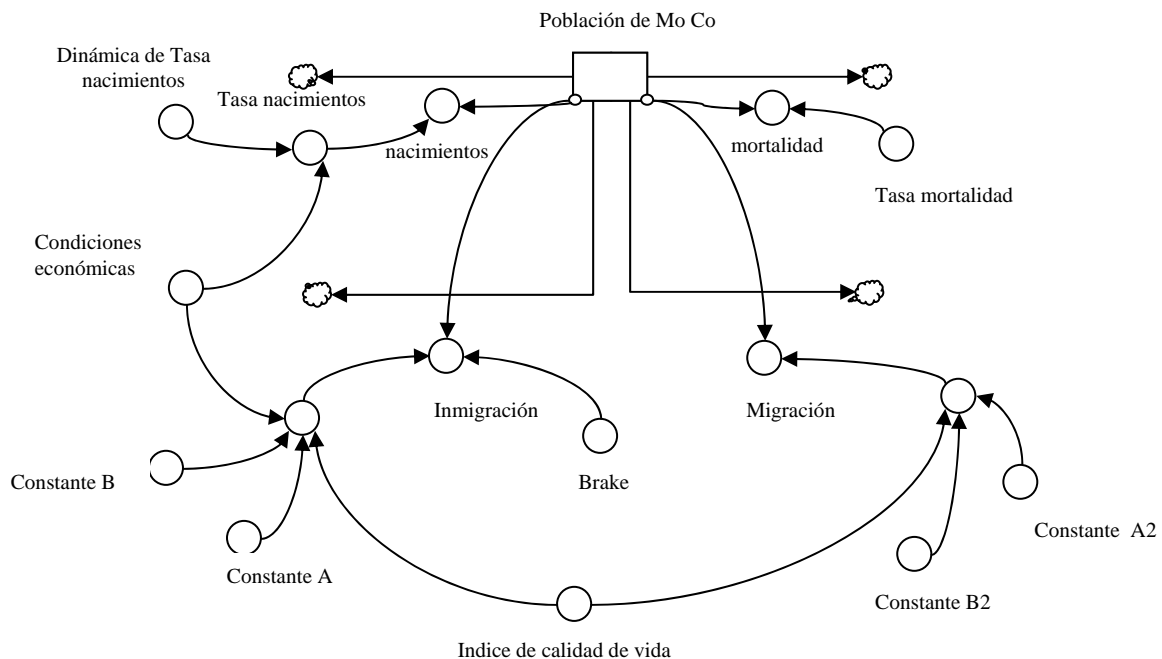 Población de Mo Co
Dinámica de Tasa
nacimientos
Tasa nacimientos
nacimientos
mortalidad
Tasa mortalidad
Condiciones
económicas
Inmigración
Migración
Constante B
Brake
Constante A2
Constante A
Constante B2
Indice de calidad de vida